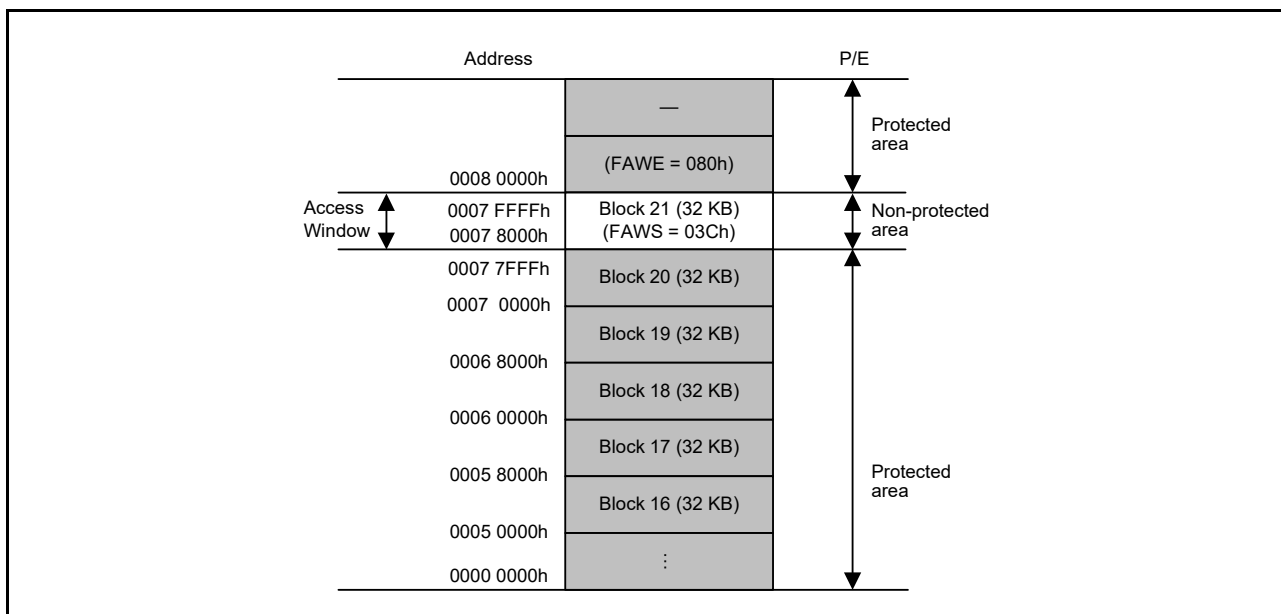 Address
P/E
—
Protected
area
(FAWE = 080h)
0008 0000h
Access
Window
0007 FFFFh
0007 8000h
Block 21 (32 KB)
(FAWS = 03Ch)
Non-protected
area
0007 7FFFh
Block 20 (32 KB)
0007 0000h
Block 19 (32 KB)
0006 8000h
Block 18 (32 KB)
0006 0000h
Block 17 (32 KB)
0005 8000h
Protected
area
Block 16 (32 KB)
0005 0000h
⋮
0000 0000h